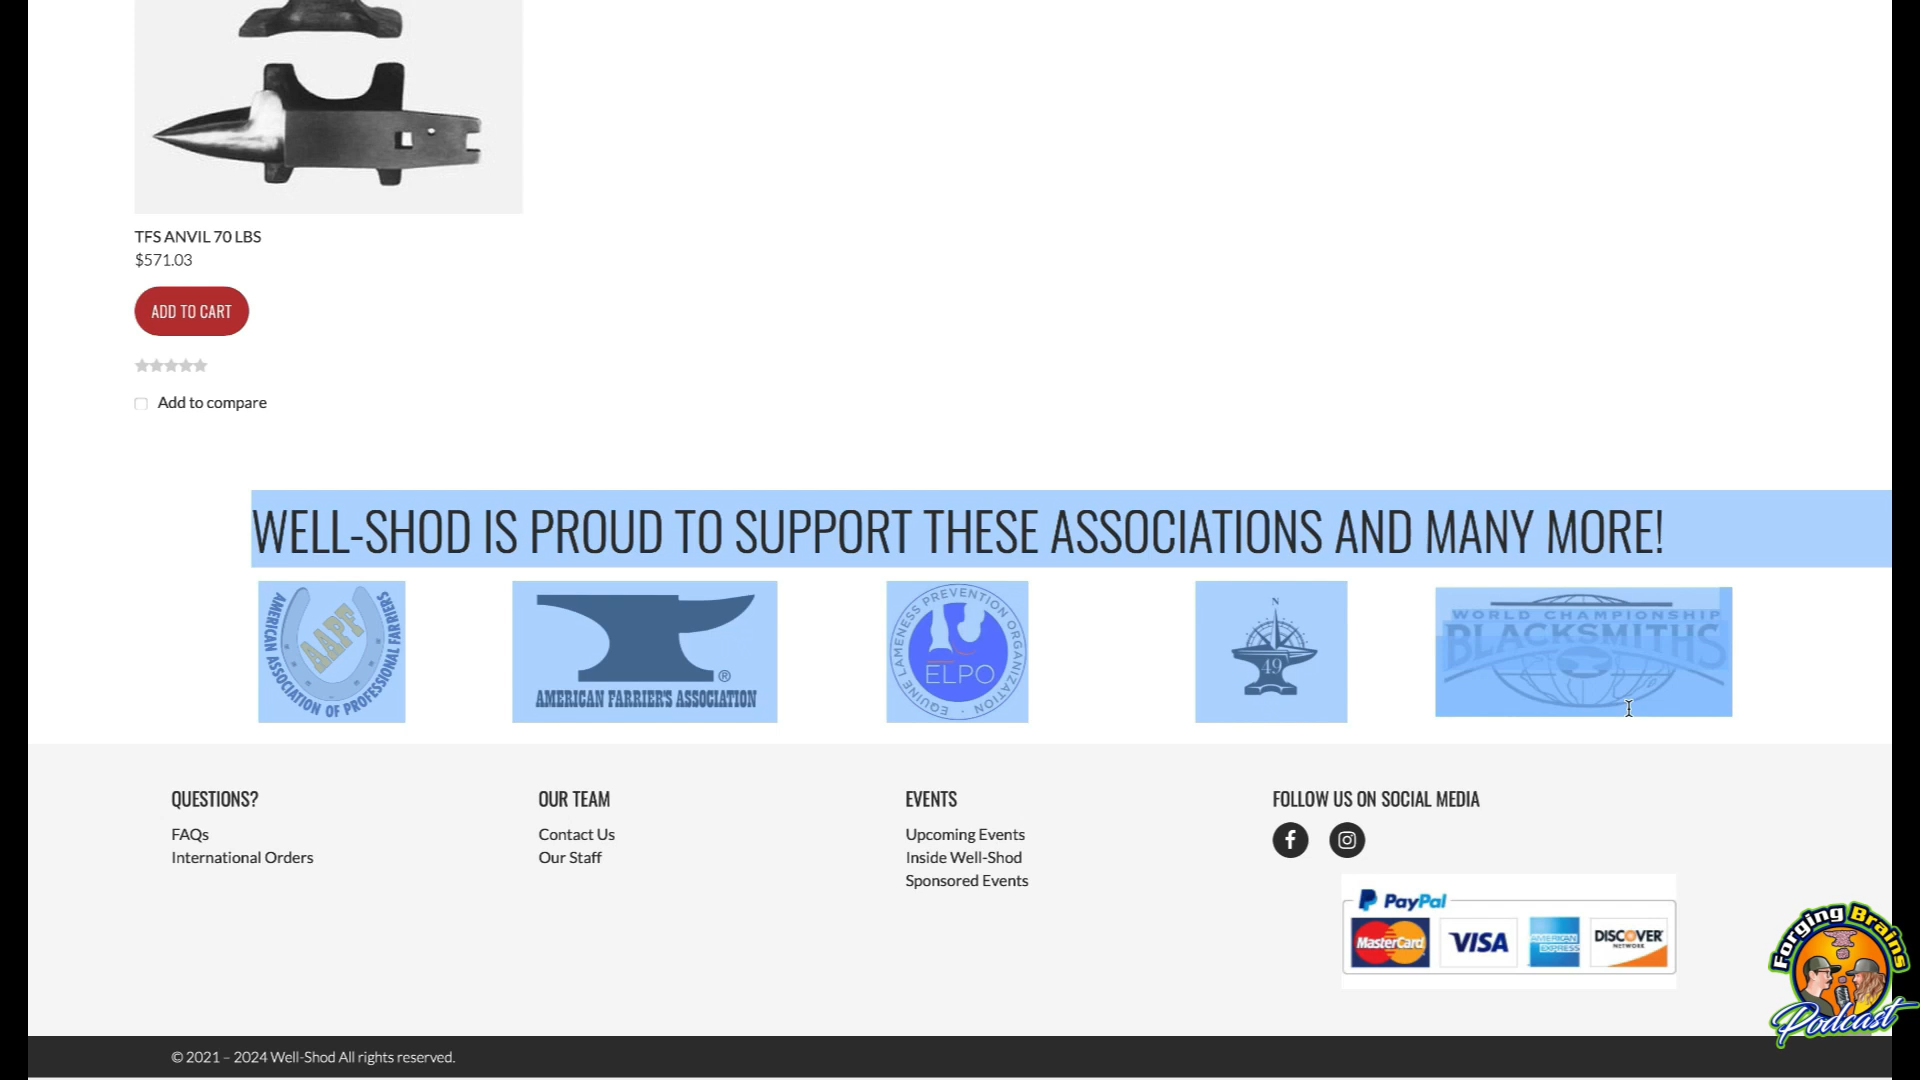 TFS ANVIL 70 LBS
$571.03
ADD TO CART
Add to compare
WELL-SHOD IS PROUD TO SUPPORT THESE ASSOCIATIONS AND MANY MORE!
AMERICAN ASSOCIATION OF PROFESSIONAL FARRIERS
AAPF
®
AMERICAN FARRIER'S ASSOCIATION
EQUINE LAMENESS PREVENTION ORGANIZATION
ELPO
N
49
WORLD CHAMPIONSHIP
BLACKSMITHS
QUESTIONS?
FAQs
International Orders
OUR TEAM
Contact Us
Our Staff
EVENTS
Upcoming Events
Inside Well-Shod
Sponsored Events
FOLLOW US ON SOCIAL MEDIA
PayPal
MasterCard
VISA
AMERICAN EXPRESS
DISCOVER
NETWORK
Forging Brains
Podcast
© 2021 – 2024 Well-Shod All rights reserved.